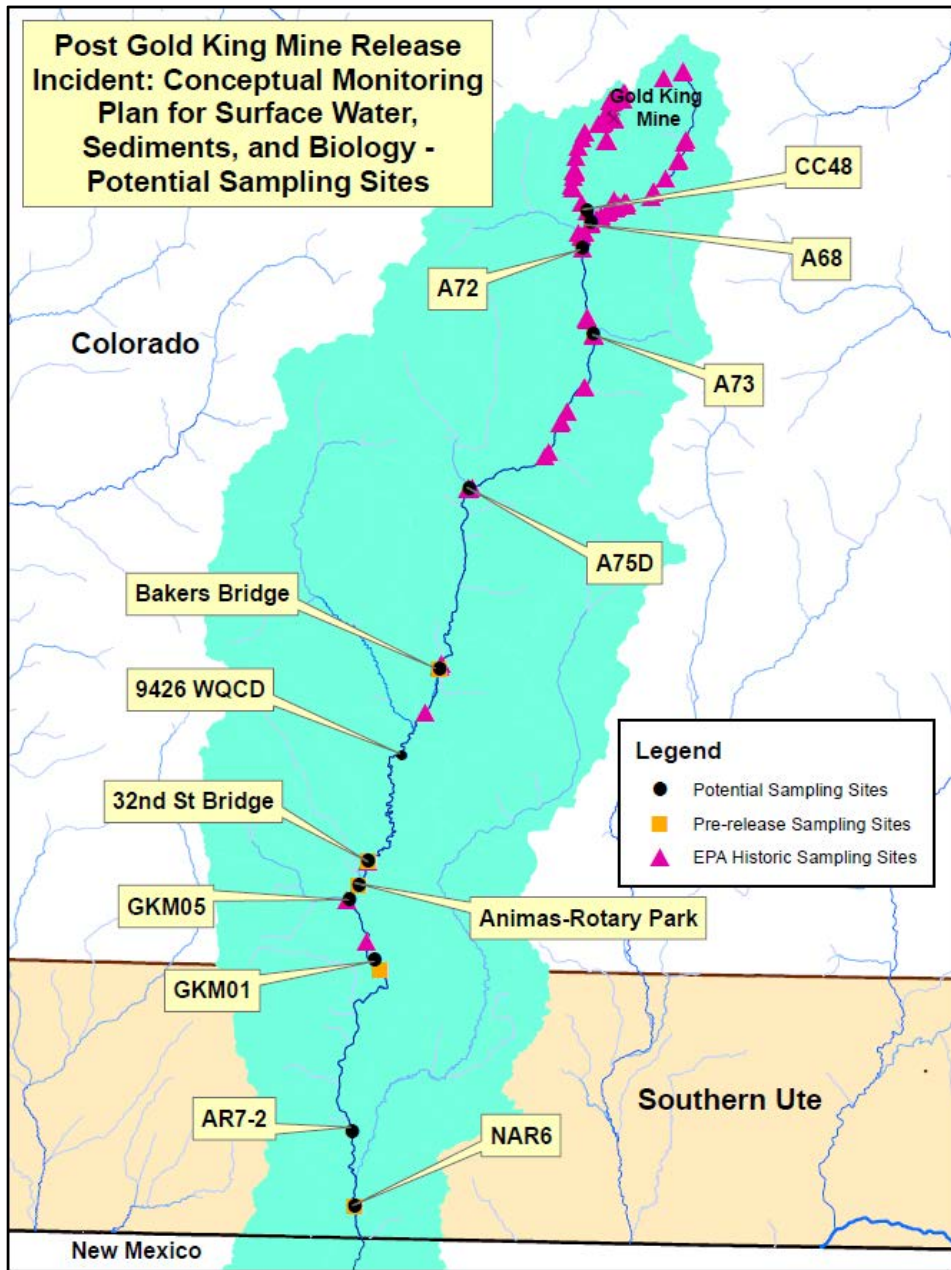 Post Gold King Mine Release
Incident: Conceptual Monitoring
Plan for Surface Water,
Sediments, and Biology -
Potential Sampling Sites
Gold King
Mine
CC48
A68
A72
Colorado
A73
A75D
Bakers Bridge
9426 WQCD
Legend
Potential Sampling Sites
Pre-release Sampling Sites
EPA Historic Sampling Sites
32nd St Bridge
GKM05
Animas-Rotary Park
GKM01
Southern Ute
AR7-2
NAR6
New Mexico